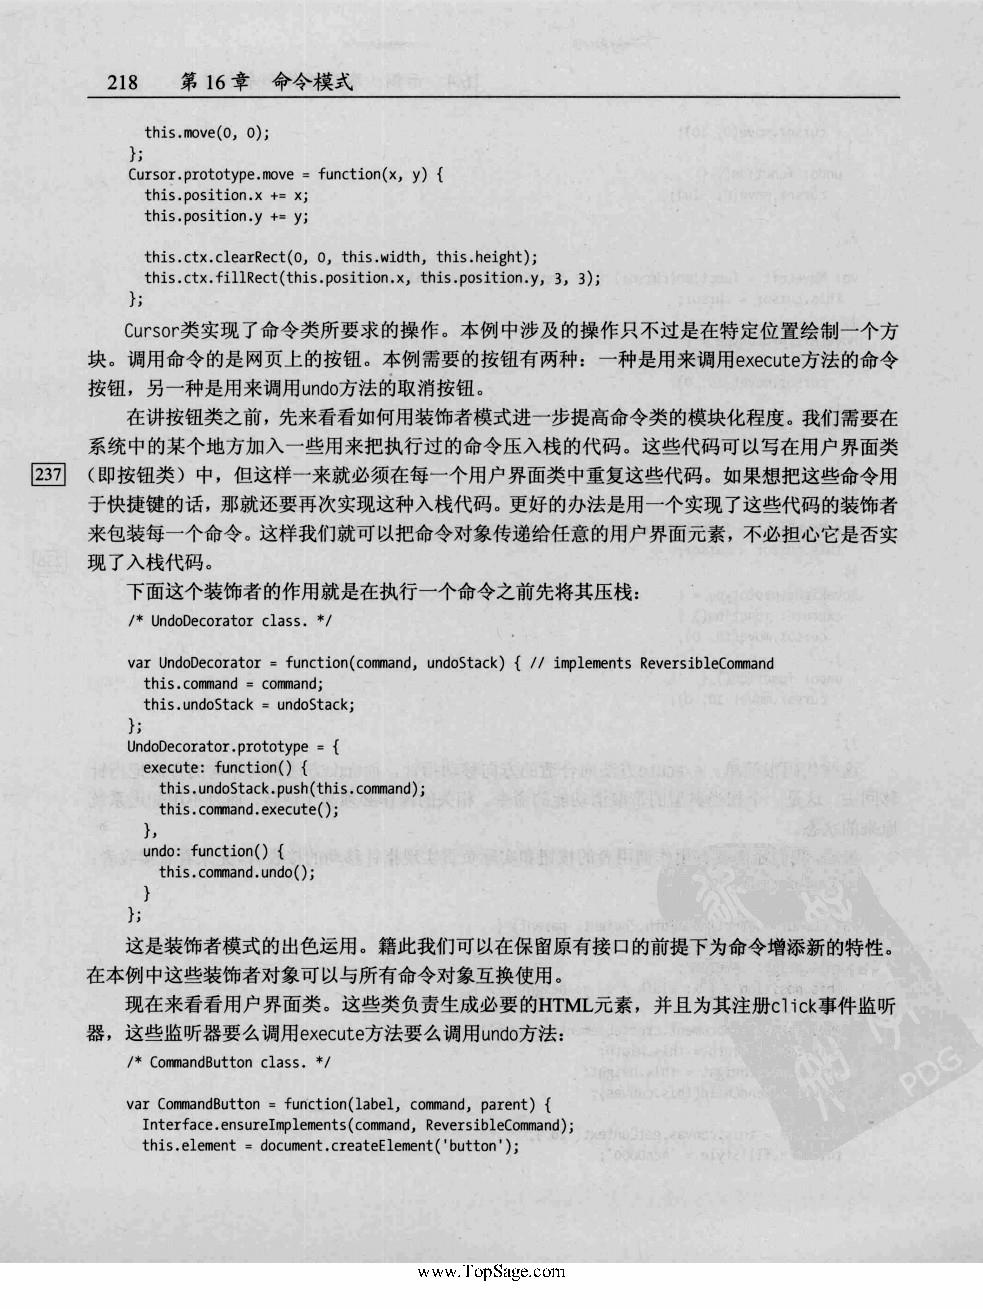 218 第 16 章 命令模式
this.move(0, 0);
};
Cursor.prototype.move = function(x, y) {
this.position.x += x;
this.position.y += y;
this.ctx.clearRect(0, 0, this.width, this.height);
this.ctx.fillRect(this.position.x, this.position.y, 3, 3);
};
Cursor类实现了命令类所要求的操作。本例中涉及的操作只不过是在特定位置绘制一个方
块。调用命令的是网页上的按钮。本例需要的按钮有两种：一种是用来调用execute方法的命令
按钮，另一种是用来调用undo方法的取消按钮。
在讲按钮类之前，先来看看如何用装饰者模式进一步提高命令类的模块化程度。我们需要在
系统中的某个地方加入一些用来把执行过的命令压入栈的代码。这些代码可以写在用户界面类
237 （即按钮类）中，但这样一来就必须在每一个用户界面类中重复这些代码。如果想把这些命令用
于快捷键的话，那就还要再次实现这种入栈代码。更好的办法是用一个实现了这些代码的装饰者
来包装每一个命令。这样我们就可以把命令对象传递给任意的用户界面元素，不必担心它是否实
现了入栈代码。
下面这个装饰者的作用就是在执行一个命令之前先将其压栈：
/* UndoDecorator class. */
var UndoDecorator = function(command, undoStack) { // implements ReversibleCommand
this.command = command;
this.undoStack = undoStack;
};
UndoDecorator.prototype = {
execute: function() {
this.undoStack.push(this.command);
this.command.execute();
},
undo: function() {
this.command.undo();
}
};
这是装饰者模式的出色运用。籍此我们可以在保留原有接口的前提下为命令增添新的特性。
在本例中这些装饰者对象可以与所有命令对象互换使用。
现在来看看用户界面类。这些类负责生成必要的HTML元素，并且为其注册click事件监听
器，这些监听器要么调用execute方法要么调用undo方法：
/* CommandButton class. */
var CommandButton = function(label, command, parent) {
Interface.ensureImplements(command, ReversibleCommand);
this.element = document.createElement('button');
PDG
www.TopSage.com